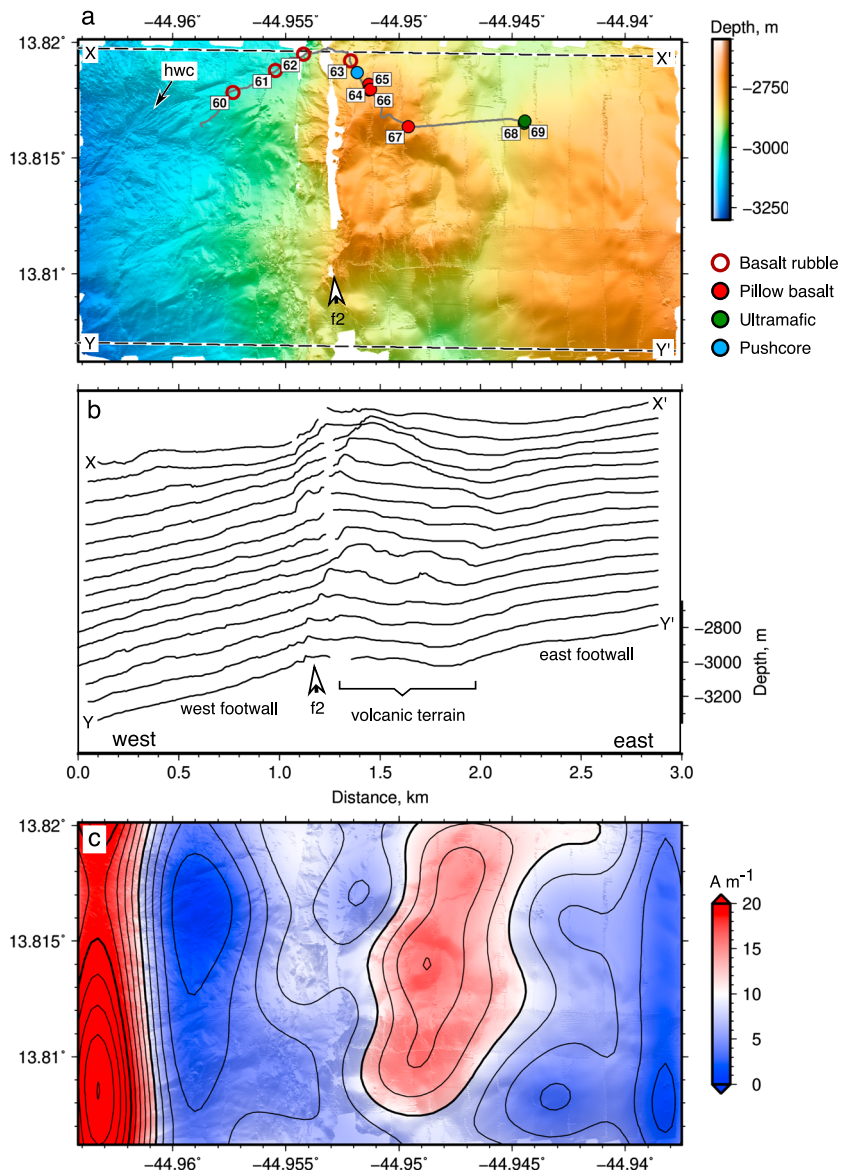 a
−44.96˚ −44.955˚ −44.95˚ −44.945˚ −44.94˚
13.82˚
13.815˚
13.81˚
X X'
hwc
60 61 62 63 64 65 66 67 68 69
f2
Y Y'
Depth, m
−2750
−3000
−3250
Basalt rubble
Pillow basalt
Ultramafic
Pushcore
b
X'
X
Y'
Y
−2800
−3000
−3200
Depth, m
east footwall
west footwall
f2
volcanic terrain
west east
0.0 0.5 1.0 1.5 2.0 2.5 3.0
Distance, km
c
13.82˚
13.815˚
13.81˚
A m−1
20
15
10
5
0
−44.96˚ −44.955˚ −44.95˚ −44.945˚ −44.94˚